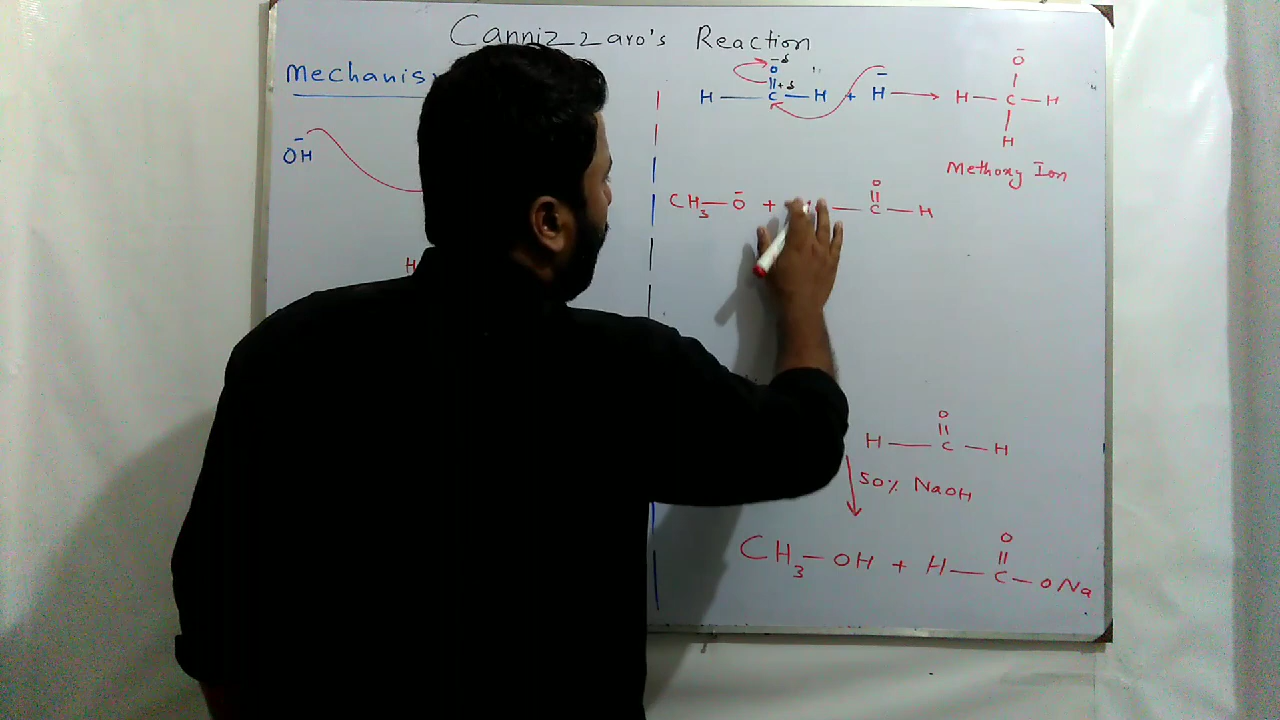 Cannizzaro's Reaction
Mechanis
OH⁻
H
O⁻δ
||
H — C+δ — H + H⁻ →
O⁻
|
H — C — H
|
H
Methoxy Ion
O
||
CH₃ — O⁻ + — C — H
O
||
H — C — H
50% NaOH
O
||
CH₃ — OH + H — C — ONa